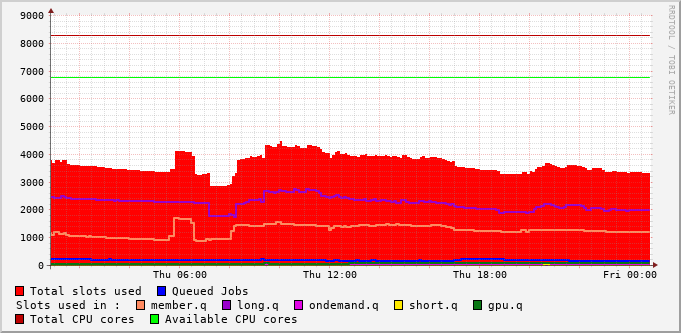 9000
8000
7000
6000
5000
4000
3000
2000
1000
0
Thu 06:00 Thu 12:00 Thu 18:00 Fri 00:00
RRDTOOL / TOBI OETIKER
Total slots used Queued Jobs
Slots used in : member.q long.q ondemand.q short.q gpu.q
Total CPU cores Available CPU cores